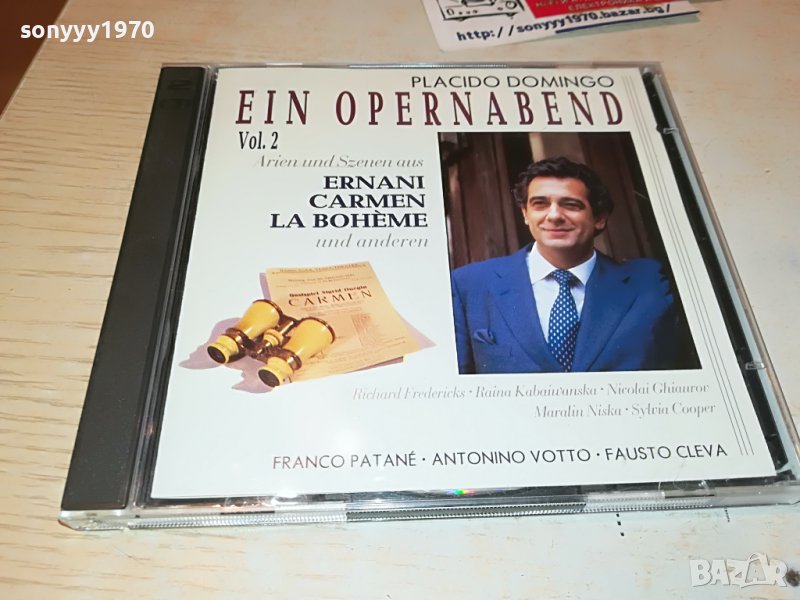 sonyyy1970
http://sonyyy1970.bazar.bg/
PLACIDO DOMINGO
EIN OPERNABEND
Vol. 2
Arien und Szenen aus
ERNANI
CARMEN
LA BOHÈME
und anderen
CARMEN
Richard Fredericks · Raina Kabaiwanska · Nicolai Ghiaurov
Maralin Niska · Sylvia Cooper
FRANCO PATANÉ · ANTONINO VOTTO · FAUSTO CLEVA
BAZAR